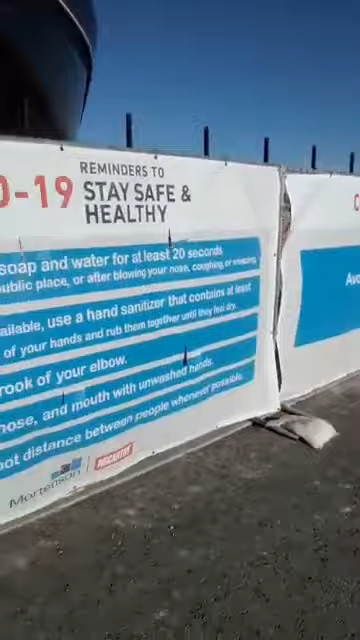 D-19
REMINDERS TO
STAY SAFE &
HEALTHY
soap and water for at least 20 seconds
public place, or after blowing your nose, coughing, or sneezing.
ailable, use a hand sanitizer that contains at least
of your hands and rub them together until they feel dry.
rook of your elbow.
nose, and mouth with unwashed hands.
oot distance between people whenever possible.
Mortenson
MCCARTHY
C
Avo